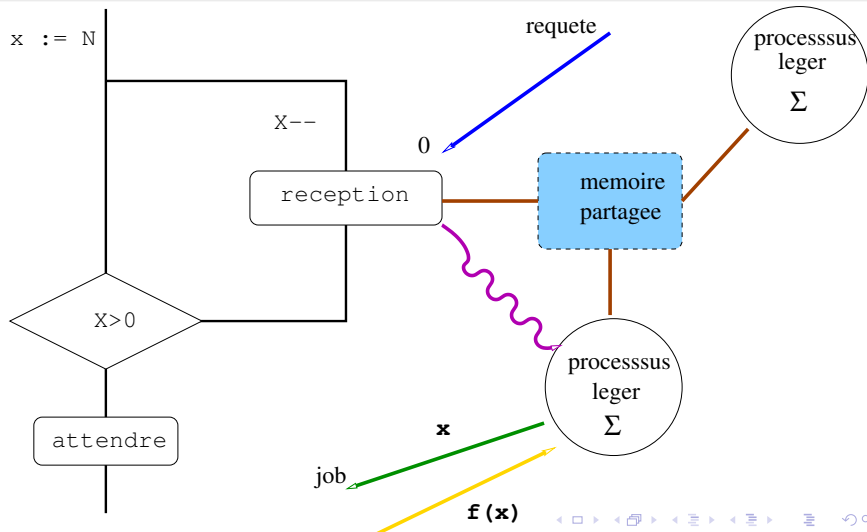 x := N
requete
processsus
leger
Σ
X--
0
reception
memoire
partagee
X>0
processsus
leger
Σ
attendre
x
job
f(x)